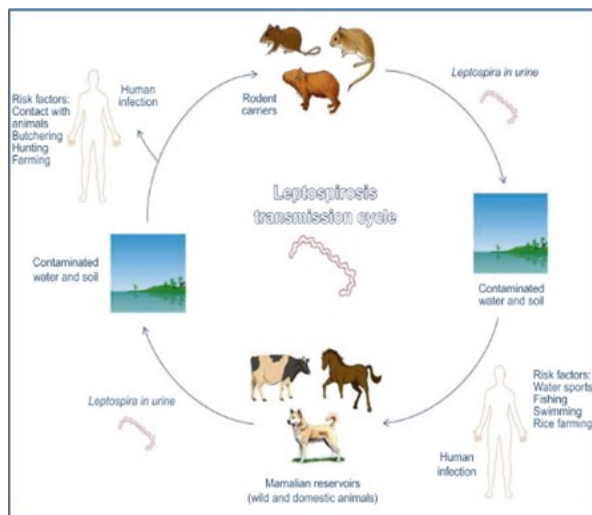 Rodent
carriers
Leptospira in urine
Human
infection
Risk factors:
Contact with
animals
Butchering
Hunting
Farming
Leptospirosis
transmission cycle
Contaminated
water and soil
Contaminated
water and soil
Leptospira in urine
Mamalian reservoirs
(wild and domestic animals)
Risk factors:
Water sports
Fishing
Swimming
Rice farming
Human
infection